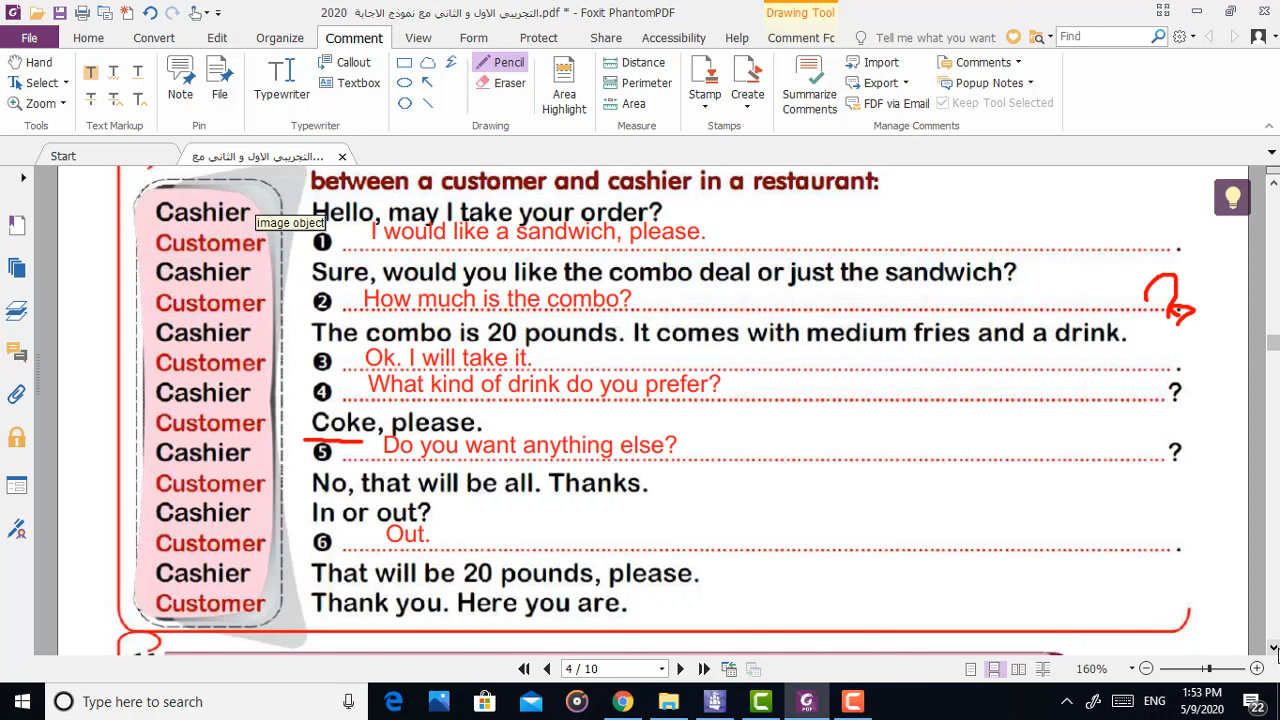 التجريبي الاول و الثاني مع نموذج الاجابة 2020.pdf * - Foxit PhantomPDF
Drawing Tool
File Home Convert Edit Organize Comment View Form Protect Share Accessibility Help Comment Fc Tell me what you want Find
Hand
Select
Zoom
Tools
Text Markup
Note
File
Pin
Typewriter
Callout
Textbox
Typewriter
Pencil
Eraser
Drawing
Area Highlight
Distance
Perimeter
Area
Measure
Stamp
Create
Stamps
Summarize Comments
Import
Export
FDF via Email
Comments
Popup Notes
Keep Tool Selected
Manage Comments
Start
التجريبي الاول و الثاني مع...
between a customer and cashier in a restaurant:
Cashier Hello, may I take your order?
image object
Customer ❶ I would like a sandwich, please. .
Cashier Sure, would you like the combo deal or just the sandwich?
Customer ❷ How much is the combo? .
Cashier The combo is 20 pounds. It comes with medium fries and a drink.
Customer ❸ Ok. I will take it. .
Cashier ❹ What kind of drink do you prefer? ?
Customer Coke, please.
Cashier ❺ Do you want anything else? ?
Customer No, that will be all. Thanks.
Cashier In or out?
Customer ❻ Out. .
Cashier That will be 20 pounds, please.
Customer Thank you. Here you are.
4 / 10
160%
Type here to search
ENG
1:53 PM
5/9/2020
22